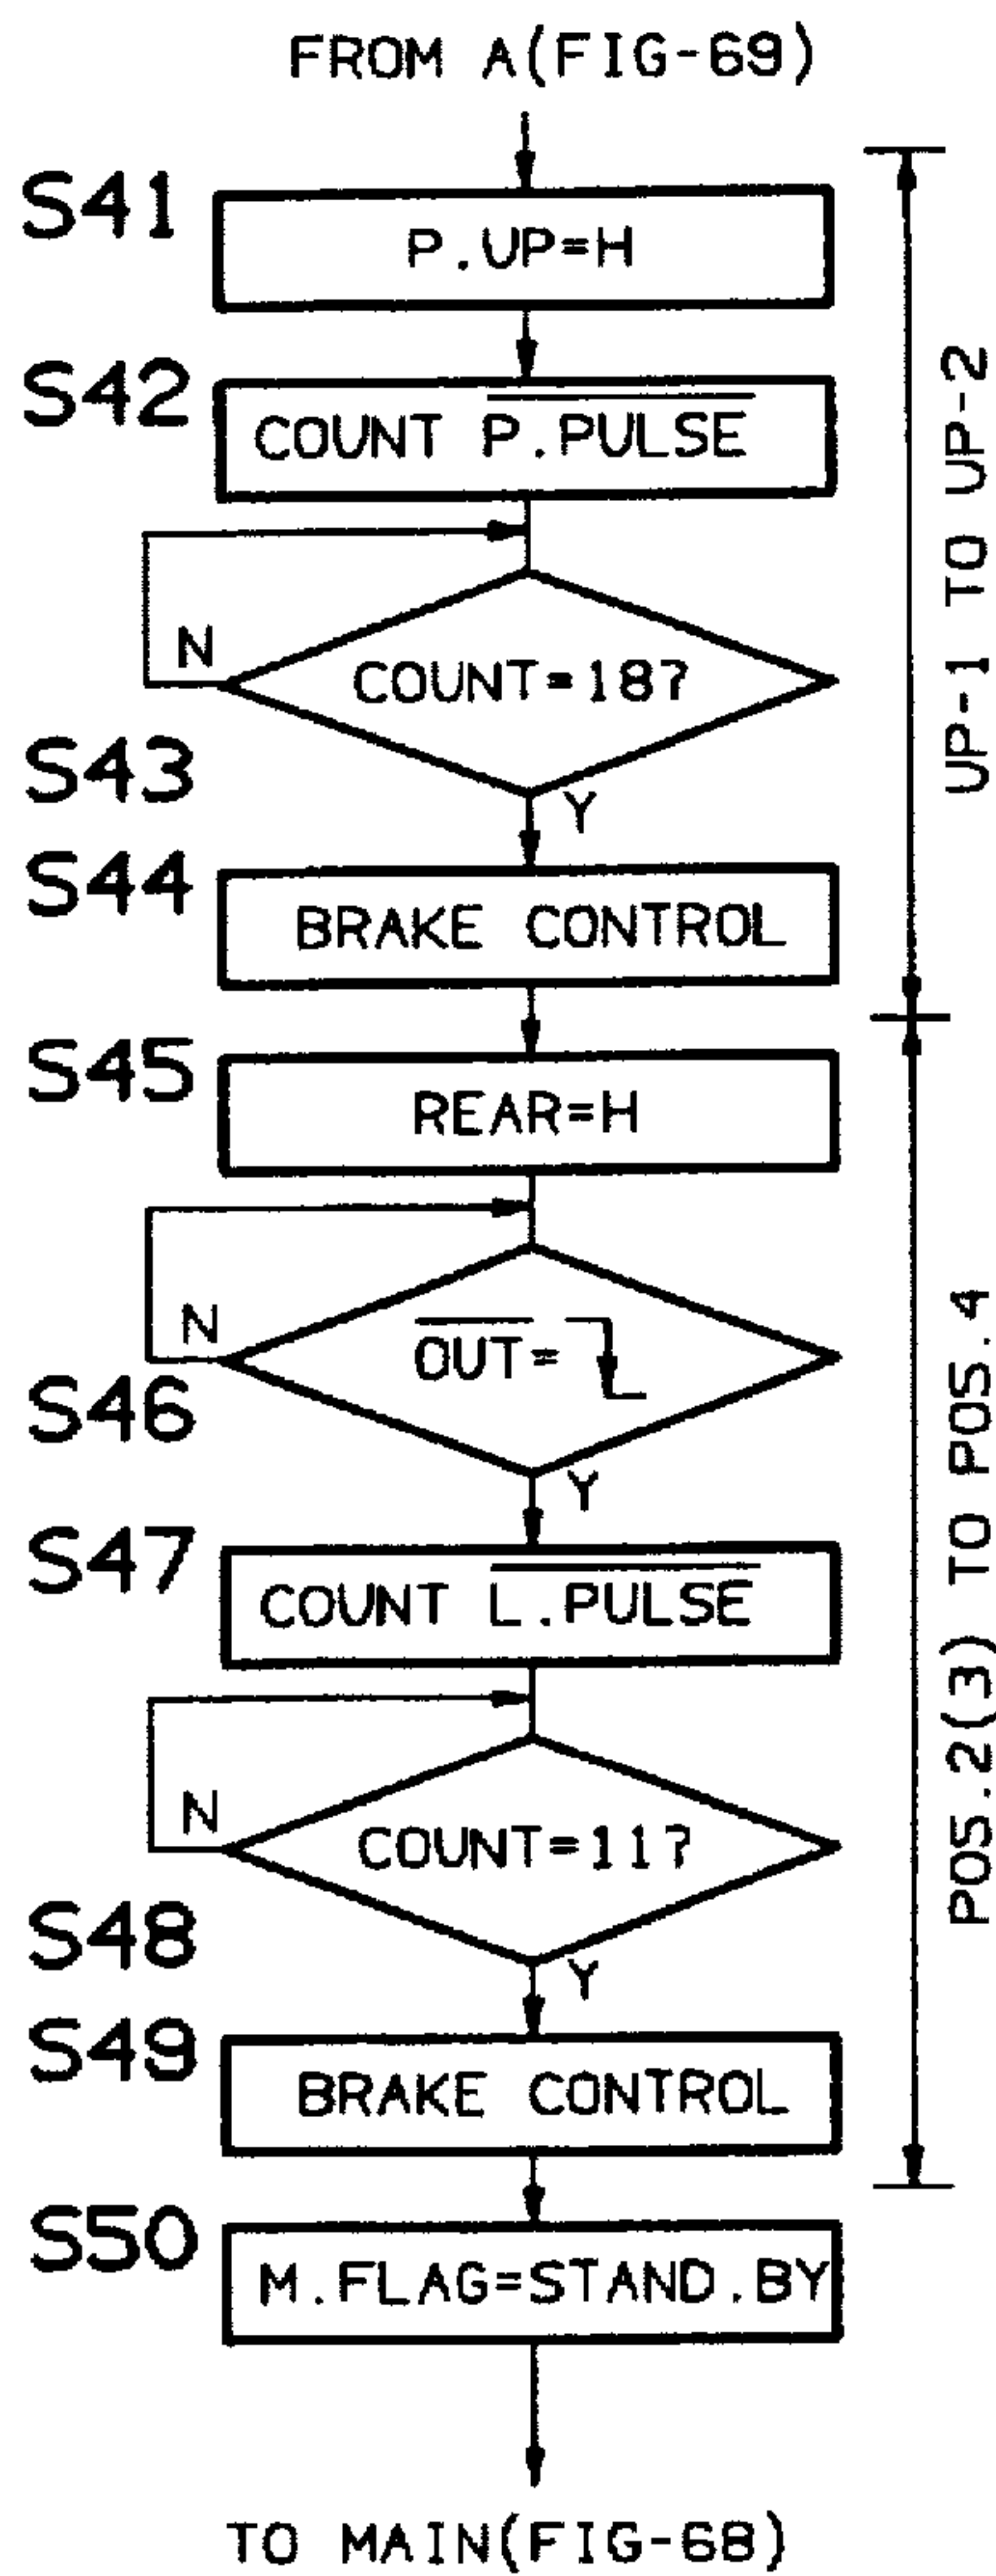 FROM A(FIG-69)
S41
P.UP=H
S42
COUNT P.PULSE
N
COUNT=18?
S43
Y
S44
BRAKE CONTROL
UP-1 TO UP-2
S45
REAR=H
N
OUT=
S46
Y
S47
COUNT L.PULSE
N
COUNT=11?
S48
Y
S49
BRAKE CONTROL
POS.2(3) TO POS.4
S50
M.FLAG=STAND.BY
TO MAIN(FIG-68)